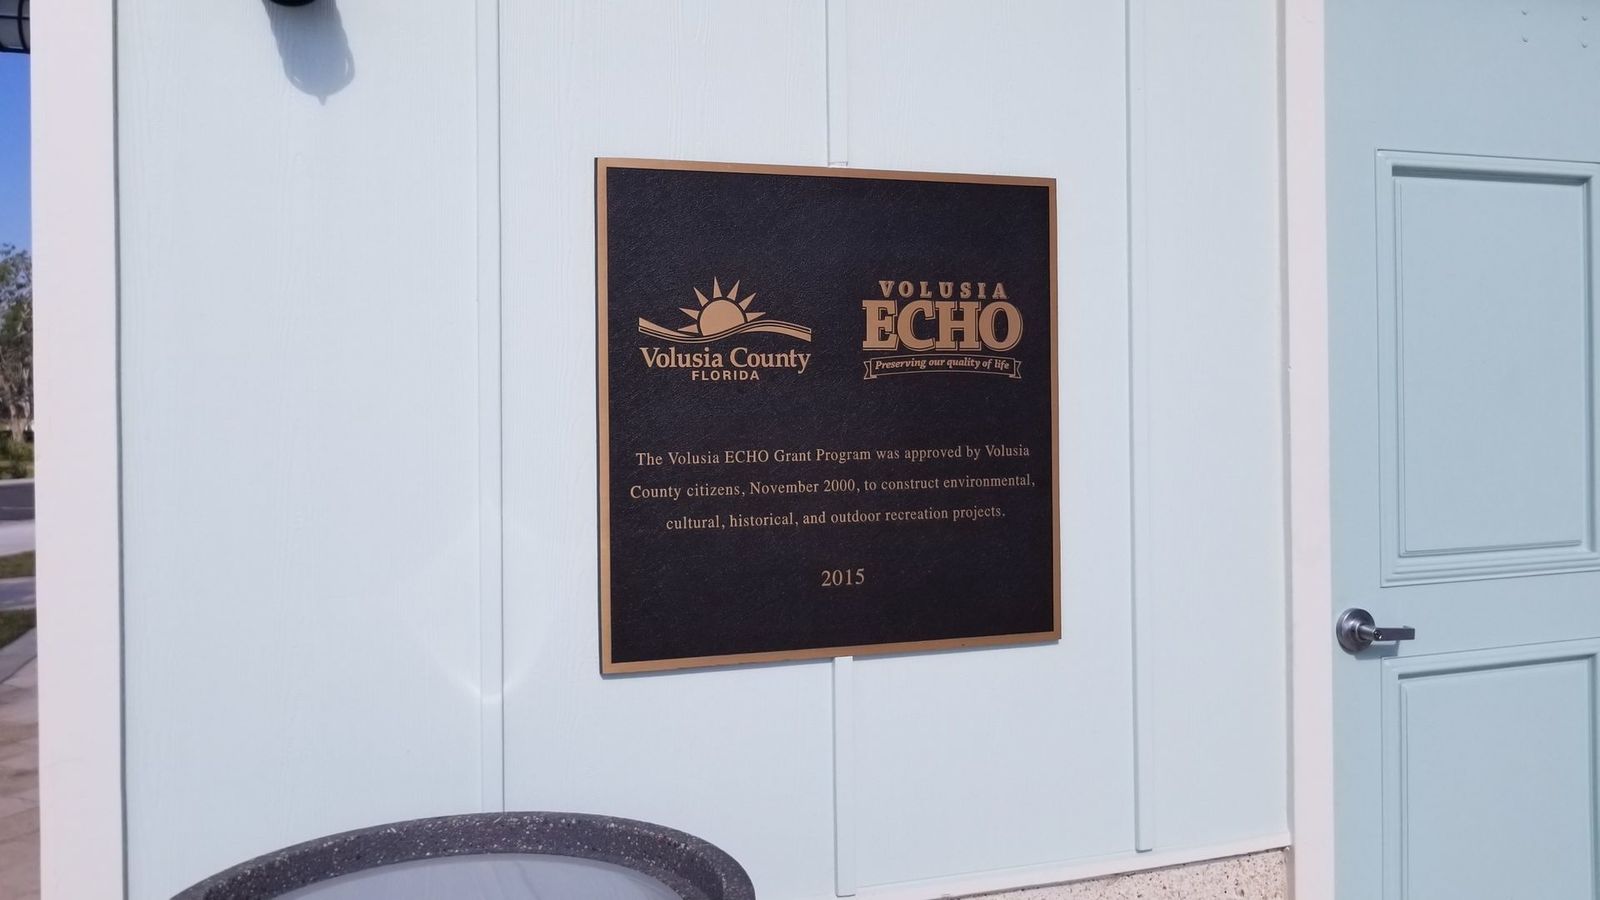 Volusia County
FLORIDA
VOLUSIA
ECHO
Preserving our quality of life
The Volusia ECHO Grant Program was approved by Volusia
County citizens, November 2000, to construct environmental,
cultural, historical, and outdoor recreation projects.
2015